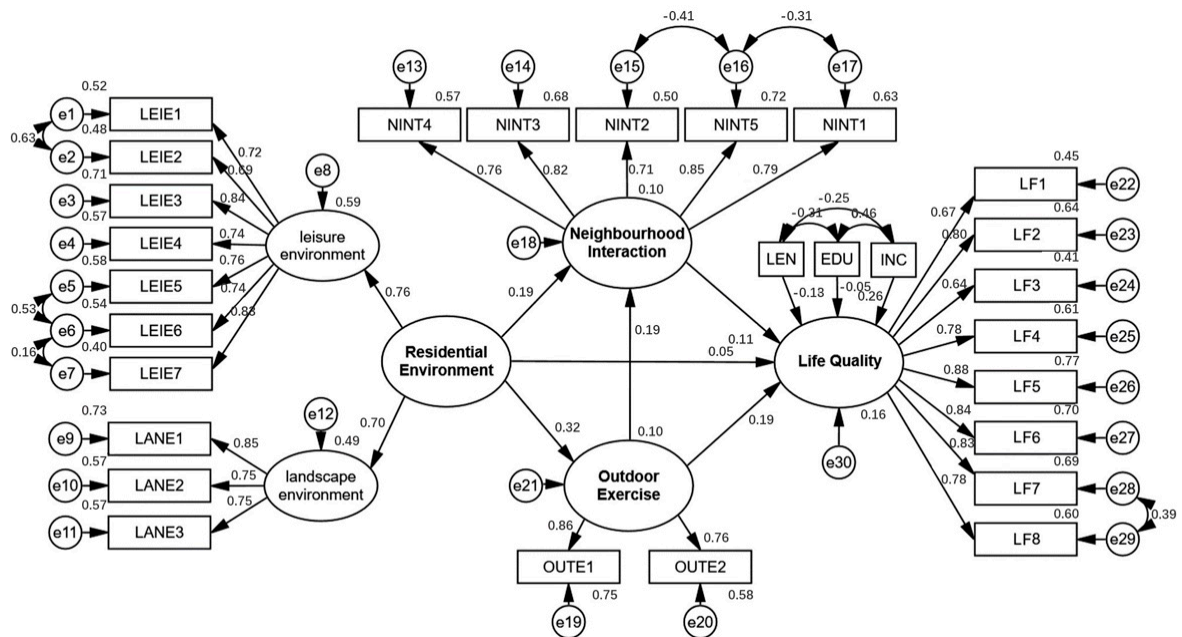 -0.41
-0.31
e13
e14
e15
e16
e17
0.57
0.68
0.50
0.72
0.63
NINT4
NINT3
NINT2
NINT5
NINT1
0.76
0.82
0.71
0.85
0.79
0.10
e18
Neighbourhood
Interaction
0.52
e1
LEIE1
0.63
0.48
e2
LEIE2
0.71
e3
LEIE3
0.57
e4
LEIE4
0.58
e5
LEIE5
0.53
0.54
e6
LEIE6
0.16
0.40
e7
LEIE7
0.72
0.69
0.84
0.74
0.76
0.74
0.83
e8
0.59
leisure
environment
0.76
0.19
Residential
Environment
0.05
0.11
0.19
0.32
0.70
0.19
0.73
e9
LANE1
0.57
e10
LANE2
0.57
e11
LANE3
0.85
0.75
0.75
e12
0.49
landscape
environment
0.10
e21
Outdoor
Exercise
0.86
0.76
OUTE1
OUTE2
0.75
0.58
e19
e20
-0.25
-0.31
0.46
LEN
EDU
INC
-0.13
-0.05
0.26
Life Quality
0.16
e30
0.67
0.80
0.64
0.78
0.88
0.84
0.83
0.78
0.45
LF1
e22
0.64
LF2
e23
0.41
LF3
e24
0.61
LF4
e25
0.77
LF5
e26
0.70
LF6
e27
0.69
LF7
e28
0.60
0.39
LF8
e29